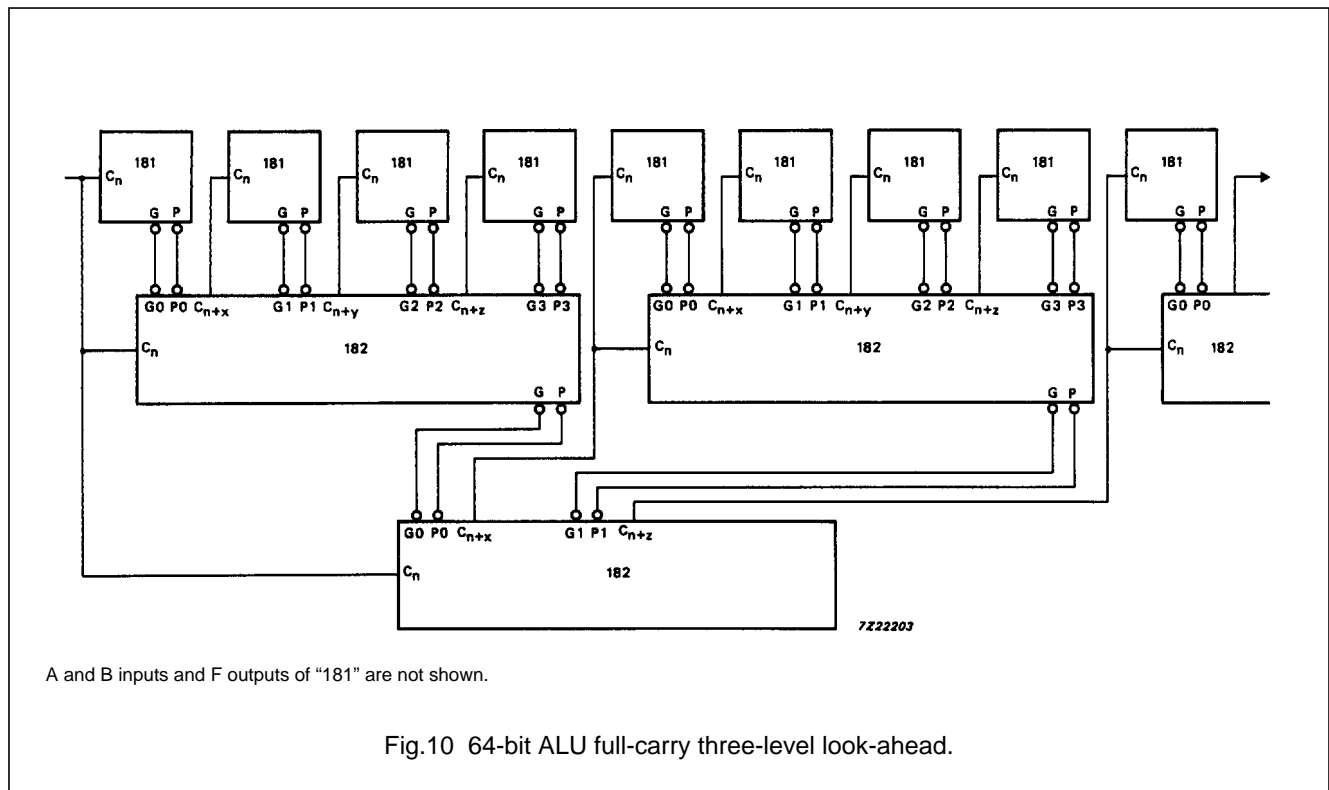 181 181 181 181 181 181 181 181 181
Cn Cn Cn Cn Cn Cn Cn Cn Cn
G P G P G P G P G P G P G P G P G P
G0 P0 Cn+x G1 P1 Cn+y G2 P2 Cn+z G3 P3 G0 P0 Cn+x G1 P1 Cn+y G2 P2 Cn+z G3 P3 G0 P0
Cn 182 Cn 182 Cn 182
G P G P
G0 P0 Cn+x G1 P1 Cn+z
Cn 182
7Z22203
A and B inputs and F outputs of “181” are not shown.
Fig.10 64-bit ALU full-carry three-level look-ahead.